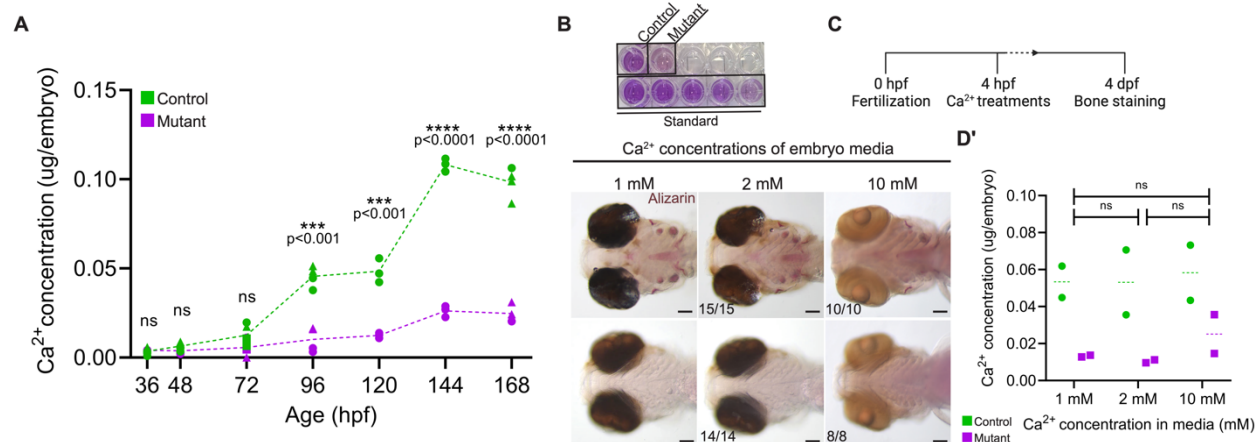 A
Ca²⁺ concentration (ug/embryo)
0.15
0.10
0.05
0.00
Control
Mutant
ns
ns
ns
***
p<0.001
***
p<0.001
****
p<0.0001
****
p<0.0001
36 48 72 96 120 144 168
Age (hpf)
B
Control
Mutant
Standard
C
0 hpf
Fertilization
4 hpf
Ca²⁺ treatments
4 dpf
Bone staining
Ca²⁺ concentrations of embryo media
1 mM 2 mM 10 mM
Alizarin
15/15
10/10
14/14
8/8
D'
Ca²⁺ concentration (ug/embryo)
0.10
0.08
0.06
0.04
0.02
0.00
ns
ns
ns
1 mM 2 mM 10 mM
Ca²⁺ concentration in media (mM)
Control
Mutant